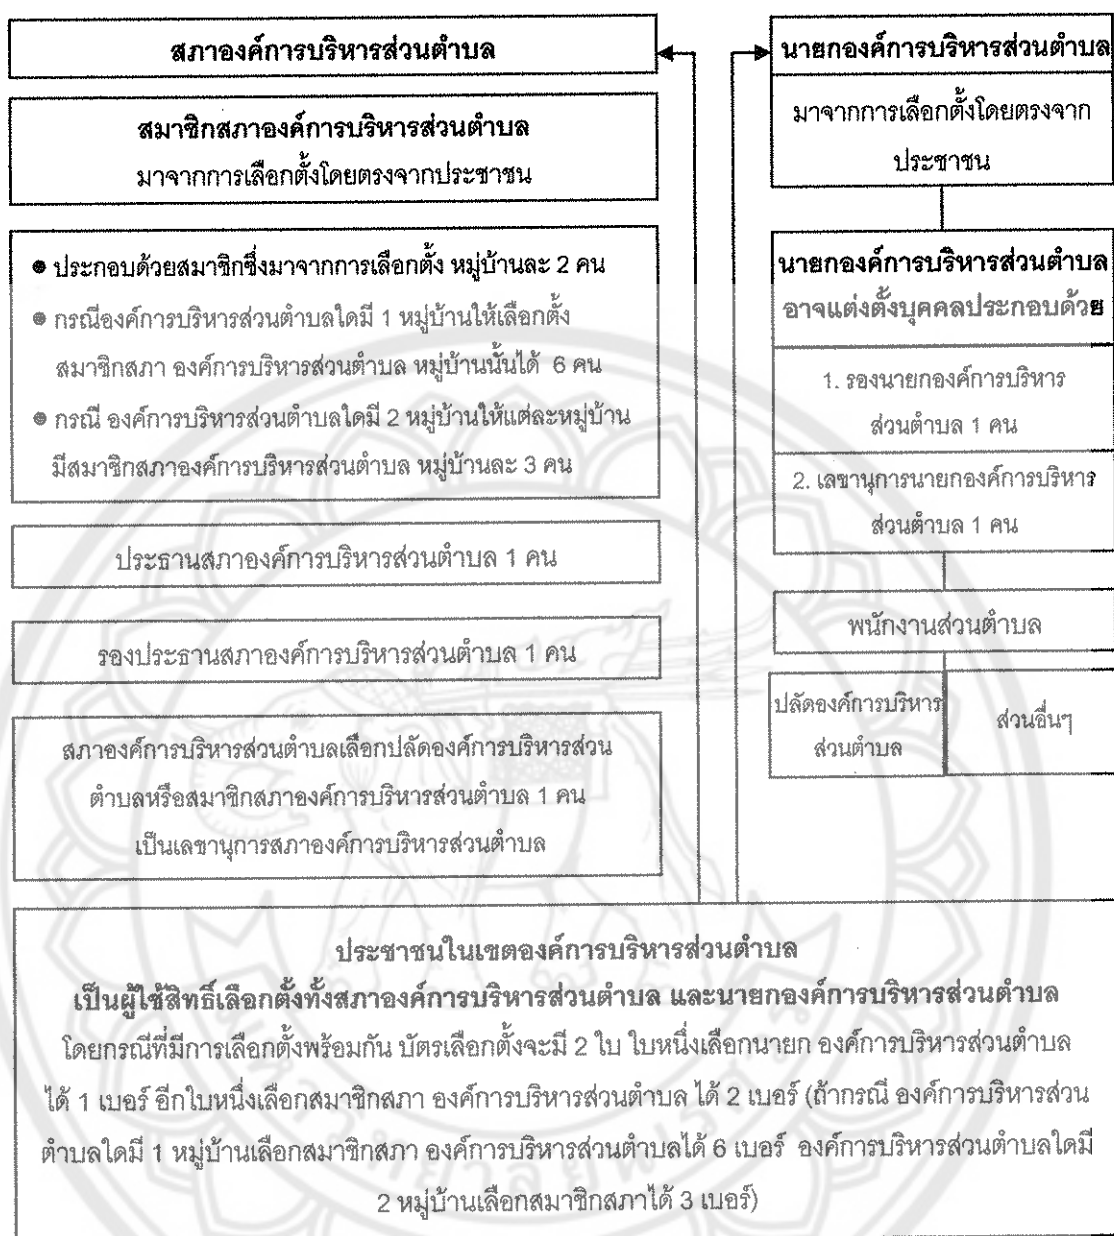 สภาองค์การบริหารส่วนตำบล
สมาชิกสภาองค์การบริหารส่วนตำบล
มาจากการเลือกตั้งโดยตรงจากประชาชน
● ประกอบด้วยสมาชิกซึ่งมาจากการเลือกตั้ง หมู่บ้านละ 2 คน
● กรณีองค์การบริหารส่วนตำบลใดมี 1 หมู่บ้านให้เลือกตั้ง
สมาชิกสภา องค์การบริหารส่วนตำบล หมู่บ้านนั้นได้ 6 คน
● กรณี องค์การบริหารส่วนตำบลใดมี 2 หมู่บ้านให้แต่ละหมู่บ้าน
มีสมาชิกสภาองค์การบริหารส่วนตำบล หมู่บ้านละ 3 คน
ประธานสภาองค์การบริหารส่วนตำบล 1 คน
รองประธานสภาองค์การบริหารส่วนตำบล 1 คน
สภาองค์การบริหารส่วนตำบลเลือกปลัดองค์การบริหารส่วน
ตำบลหรือสมาชิกสภาองค์การบริหารส่วนตำบล 1 คน
เป็นเลขานุการสภาองค์การบริหารส่วนตำบล
นายกองค์การบริหารส่วนตำบล
มาจากการเลือกตั้งโดยตรงจาก
ประชาชน
นายกองค์การบริหารส่วนตำบล
อาจแต่งตั้งบุคคลประกอบด้วย
1. รองนายกองค์การบริหาร
ส่วนตำบล 1 คน
2. เลขานุการนายกองค์การบริหาร
ส่วนตำบล 1 คน
พนักงานส่วนตำบล
ปลัดองค์การบริหาร
ส่วนตำบล
ส่วนอื่นๆ
ประชาชนในเขตองค์การบริหารส่วนตำบล
เป็นผู้ใช้สิทธิ์เลือกตั้งทั้งสภาองค์การบริหารส่วนตำบล และนายกองค์การบริหารส่วนตำบล
โดยกรณีที่มีการเลือกตั้งพร้อมกัน บัตรเลือกตั้งจะมี 2 ใบ ใบหนึ่งเลือกนายก องค์การบริหารส่วนตำบล
ได้ 1 เบอร์ อีกใบหนึ่งเลือกสมาชิกสภา องค์การบริหารส่วนตำบล ได้ 2 เบอร์ (ถ้ากรณี องค์การบริหารส่วน
ตำบลใดมี 1 หมู่บ้านเลือกสมาชิกสภา องค์การบริหารส่วนตำบลได้ 6 เบอร์ องค์การบริหารส่วนตำบลใดมี
2 หมู่บ้านเลือกสมาชิกสภาได้ 3 เบอร์)